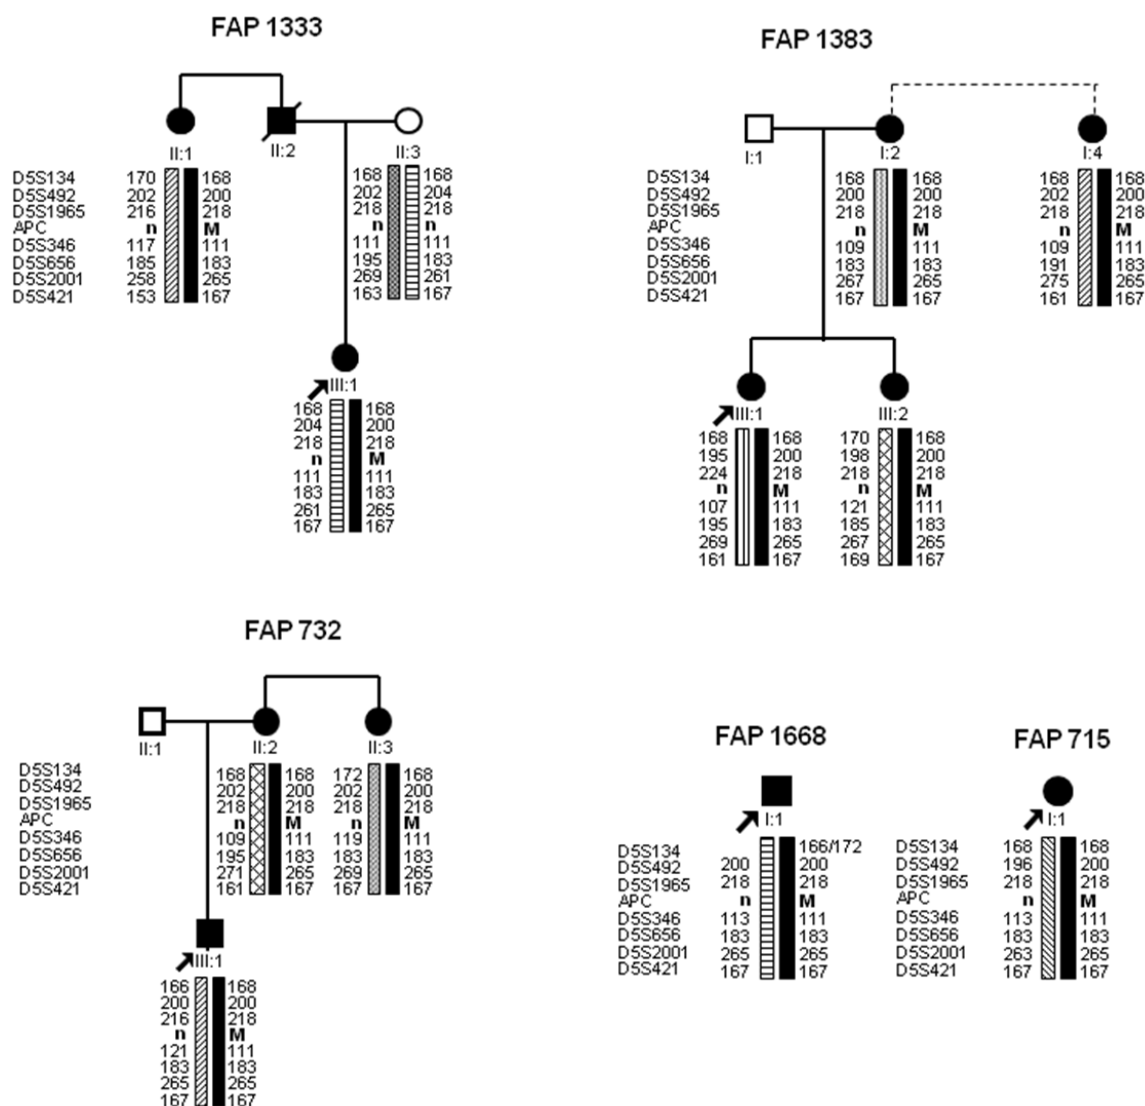 FAP 1333
II:1
II:2
II:3
D5S134 170 168 168 168
D5S492 202 200 202 204
D5S1965 216 218 218 218
APC n M n n
D5S346 117 111 111 111
D5S656 185 183 195 183
D5S2001 258 265 269 261
D5S421 153 167 163 167
III:1
168 168
204 200
218 218
n M
111 111
183 183
261 265
167 167
FAP 1383
I:1
I:2
I:4
D5S134 168 168 168 168
D5S492 200 200 202 200
D5S1965 218 218 218 218
APC n M n M
D5S346 109 111 109 111
D5S656 183 183 191 183
D5S2001 267 265 275 265
D5S421 167 167 161 167
III:1
III:2
168 168 170 168
195 200 198 200
224 218 218 218
n M n M
107 111 121 111
195 183 185 183
269 265 267 265
161 167 169 167
FAP 732
II:1
II:2
II:3
D5S134 168 168 172 168
D5S492 202 200 202 200
D5S1965 218 218 218 218
APC n M n M
D5S346 109 111 119 111
D5S656 195 183 183 183
D5S2001 271 265 269 265
D5S421 161 167 167 167
III:1
166 168
200 200
216 218
n M
121 111
183 183
265 265
167 167
FAP 1668
I:1
D5S134 166/172
D5S492 200 200
D5S1965 218 218
APC n M
D5S346 113 111
D5S656 183 183
D5S2001 265 265
D5S421 167 167
FAP 715
I:1
D5S134 168 168
D5S492 196 200
D5S1965 218 218
APC n M
D5S346 113 111
D5S656 183 183
D5S2001 263 265
D5S421 167 167